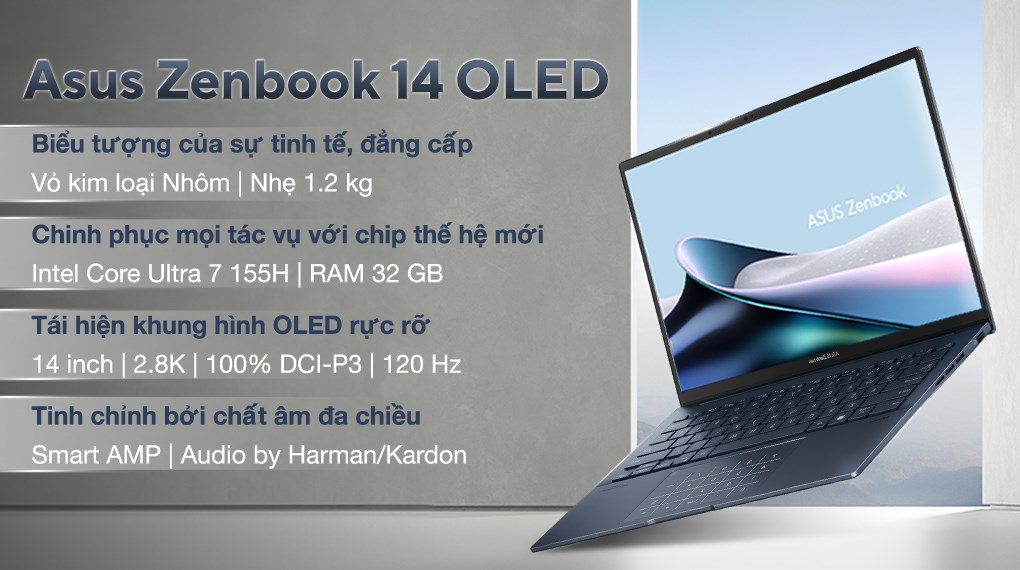 Asus Zenbook 14 OLED
Biểu tượng của sự tinh tế, đẳng cấp
Vỏ kim loại Nhôm | Nhẹ 1.2 kg
Chinh phục mọi tác vụ với chip thế hệ mới
Intel Core Ultra 7 155H | RAM 32 GB
Tái hiện khung hình OLED rực rỡ
14 inch | 2.8K | 100% DCI-P3 | 120 Hz
Tinh chỉnh bởi chất âm đa chiều
Smart AMP | Audio by Harman/Kardon
ASUS Zenbook